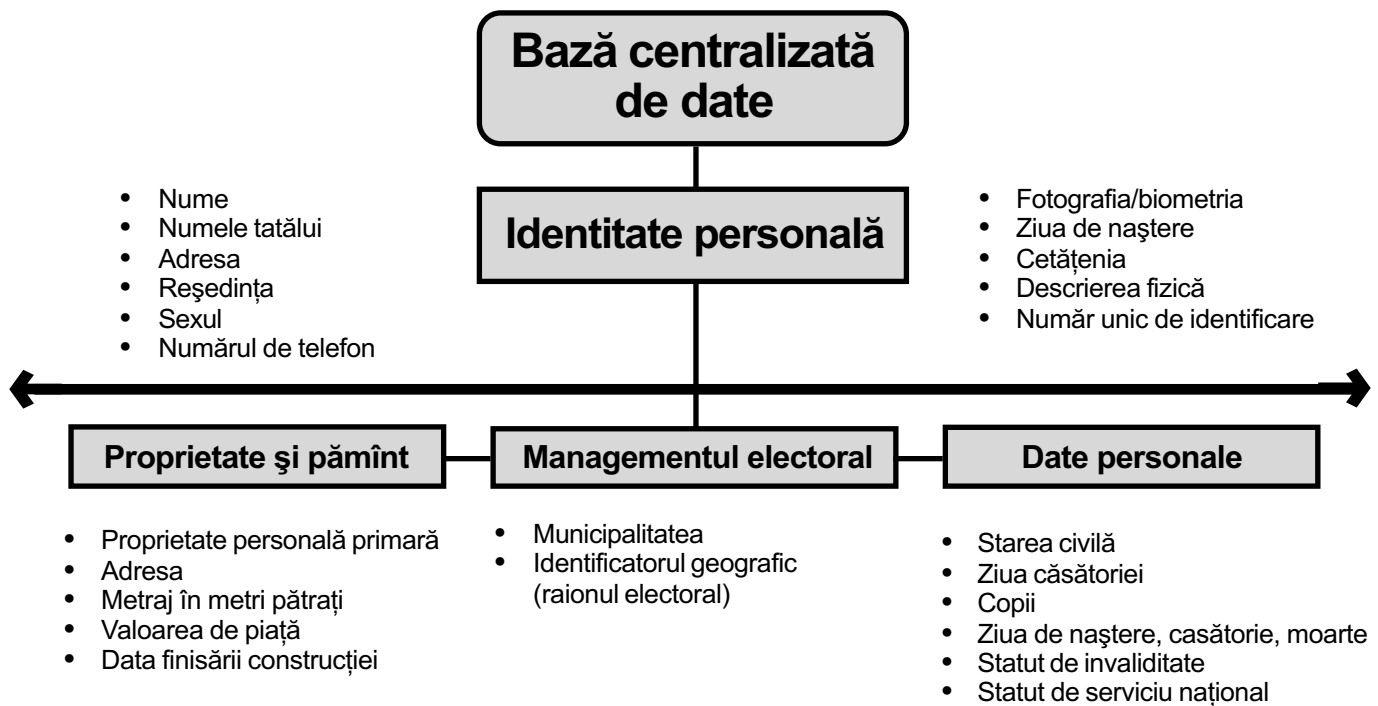 Bază centralizată
de date
• Nume
• Numele tatălui
• Adresa
• Reşedința
• Sexul
• Numărul de telefon
Identitate personală
• Fotografia/biometria
• Ziua de naştere
• Cetățenia
• Descrierea fizică
• Număr unic de identificare
Proprietate şi pămînt
Managementul electoral
Date personale
• Proprietate personală primară
• Adresa
• Metraj în metri pătrați
• Valoarea de piață
• Data finisării construcției
• Municipalitatea
• Identificatorul geografic
(raionul electoral)
• Starea civilă
• Ziua căsătoriei
• Copii
• Ziua de naştere, casătorie, moarte
• Statut de invaliditate
• Statut de serviciu național